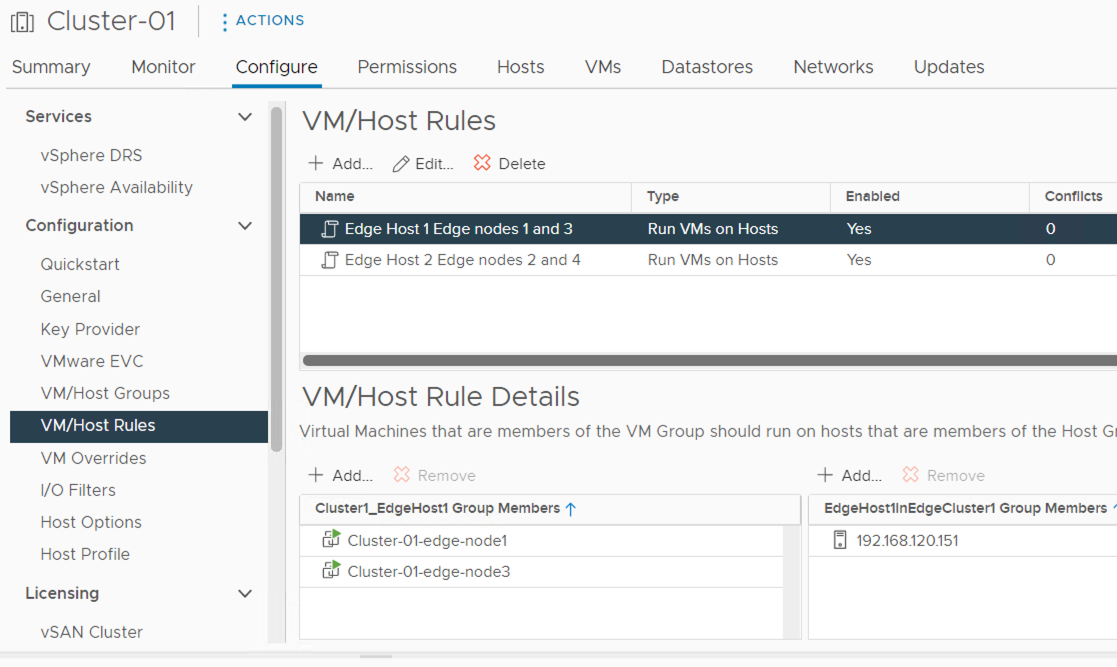 Cluster-01 ACTIONS
Summary Monitor Configure Permissions Hosts VMs Datastores Networks Updates
Services
vSphere DRS
vSphere Availability
Configuration
Quickstart
General
Key Provider
VMware EVC
VM/Host Groups
VM/Host Rules
VM Overrides
I/O Filters
Host Options
Host Profile
Licensing
vSAN Cluster
VM/Host Rules
Add... Edit... Delete
Name Type Enabled Conflicts
Edge Host 1 Edge nodes 1 and 3 Run VMs on Hosts Yes 0
Edge Host 2 Edge nodes 2 and 4 Run VMs on Hosts Yes 0
VM/Host Rule Details
Virtual Machines that are members of the VM Group should run on hosts that are members of the Host
Add... Remove
Cluster1_EdgeHost1 Group Members
Cluster-01-edge-node1
Cluster-01-edge-node3
Add... Remove
EdgeHost1InEdgeCluster1 Group Members
192.168.120.151